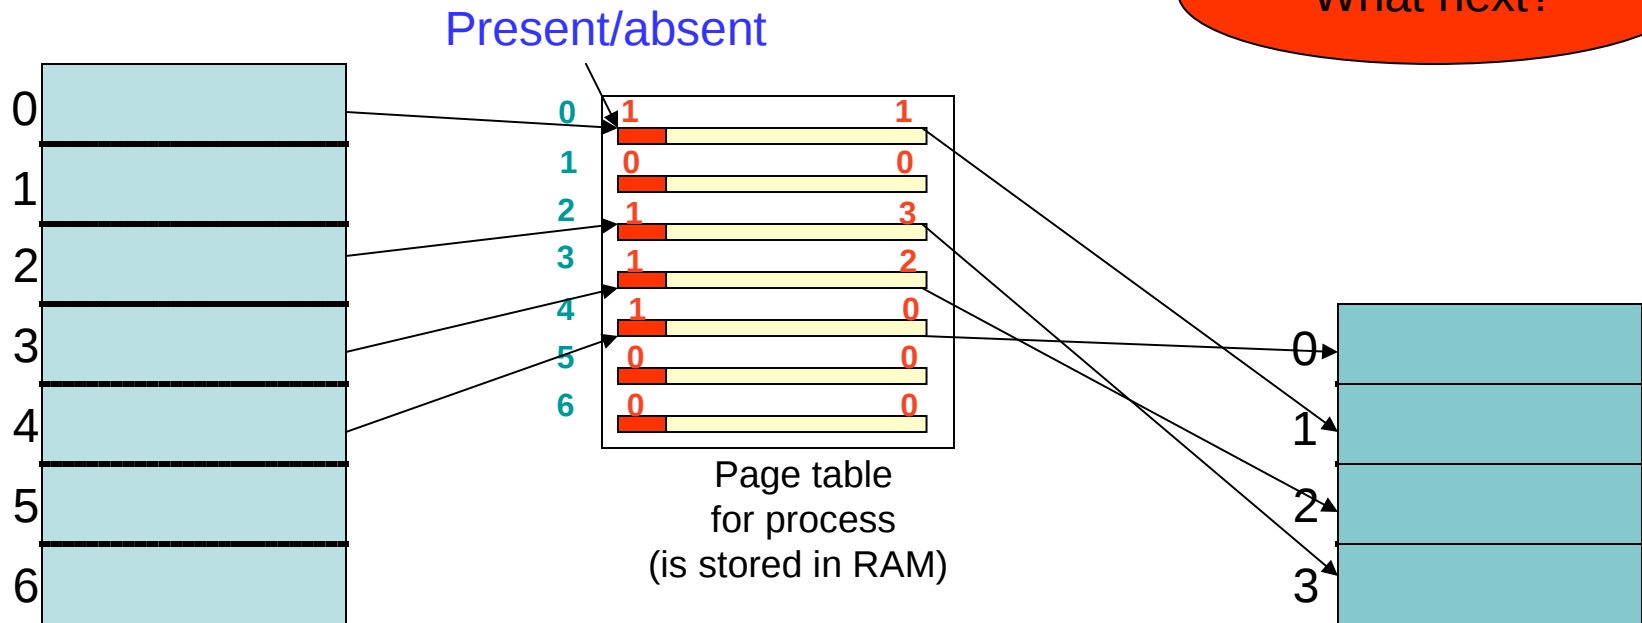 What next?
Present/absent
0
1
2
3
4
5
6
0 1 1
1 0 0
2 1 3
3 1 2
4 1 0
5 0 0
6 0 0
Page table
for process
(is stored in RAM)
0
1
2
3